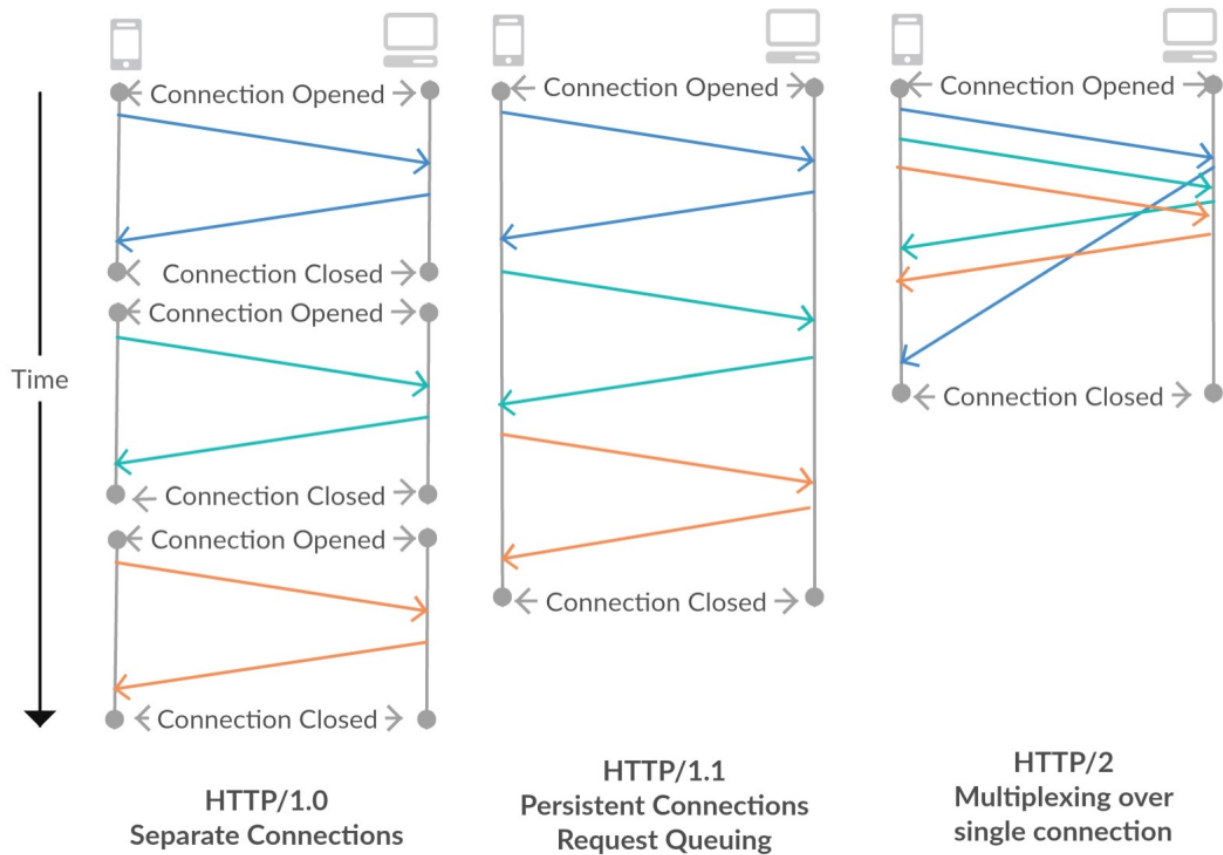 Connection Opened
Connection Closed
Connection Opened
Connection Closed
Connection Opened
Connection Closed
Time
HTTP/1.0
Separate Connections
Connection Opened
Connection Closed
HTTP/1.1
Persistent Connections
Request Queuing
Connection Opened
Connection Closed
HTTP/2
Multiplexing over
single connection